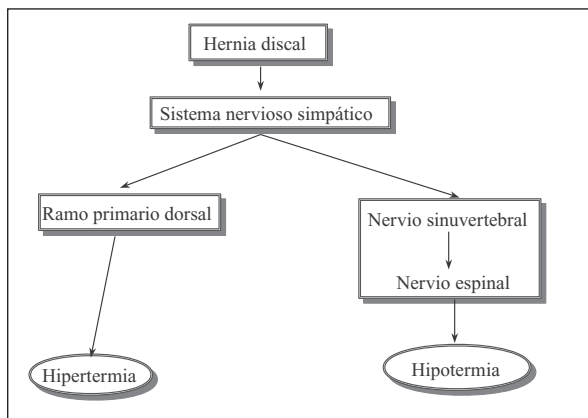 Hernia discal
Sistema nervioso simpático
Ramo primario dorsal
Nervio sinuvertebral
Nervio espinal
Hipertermia
Hipotermia